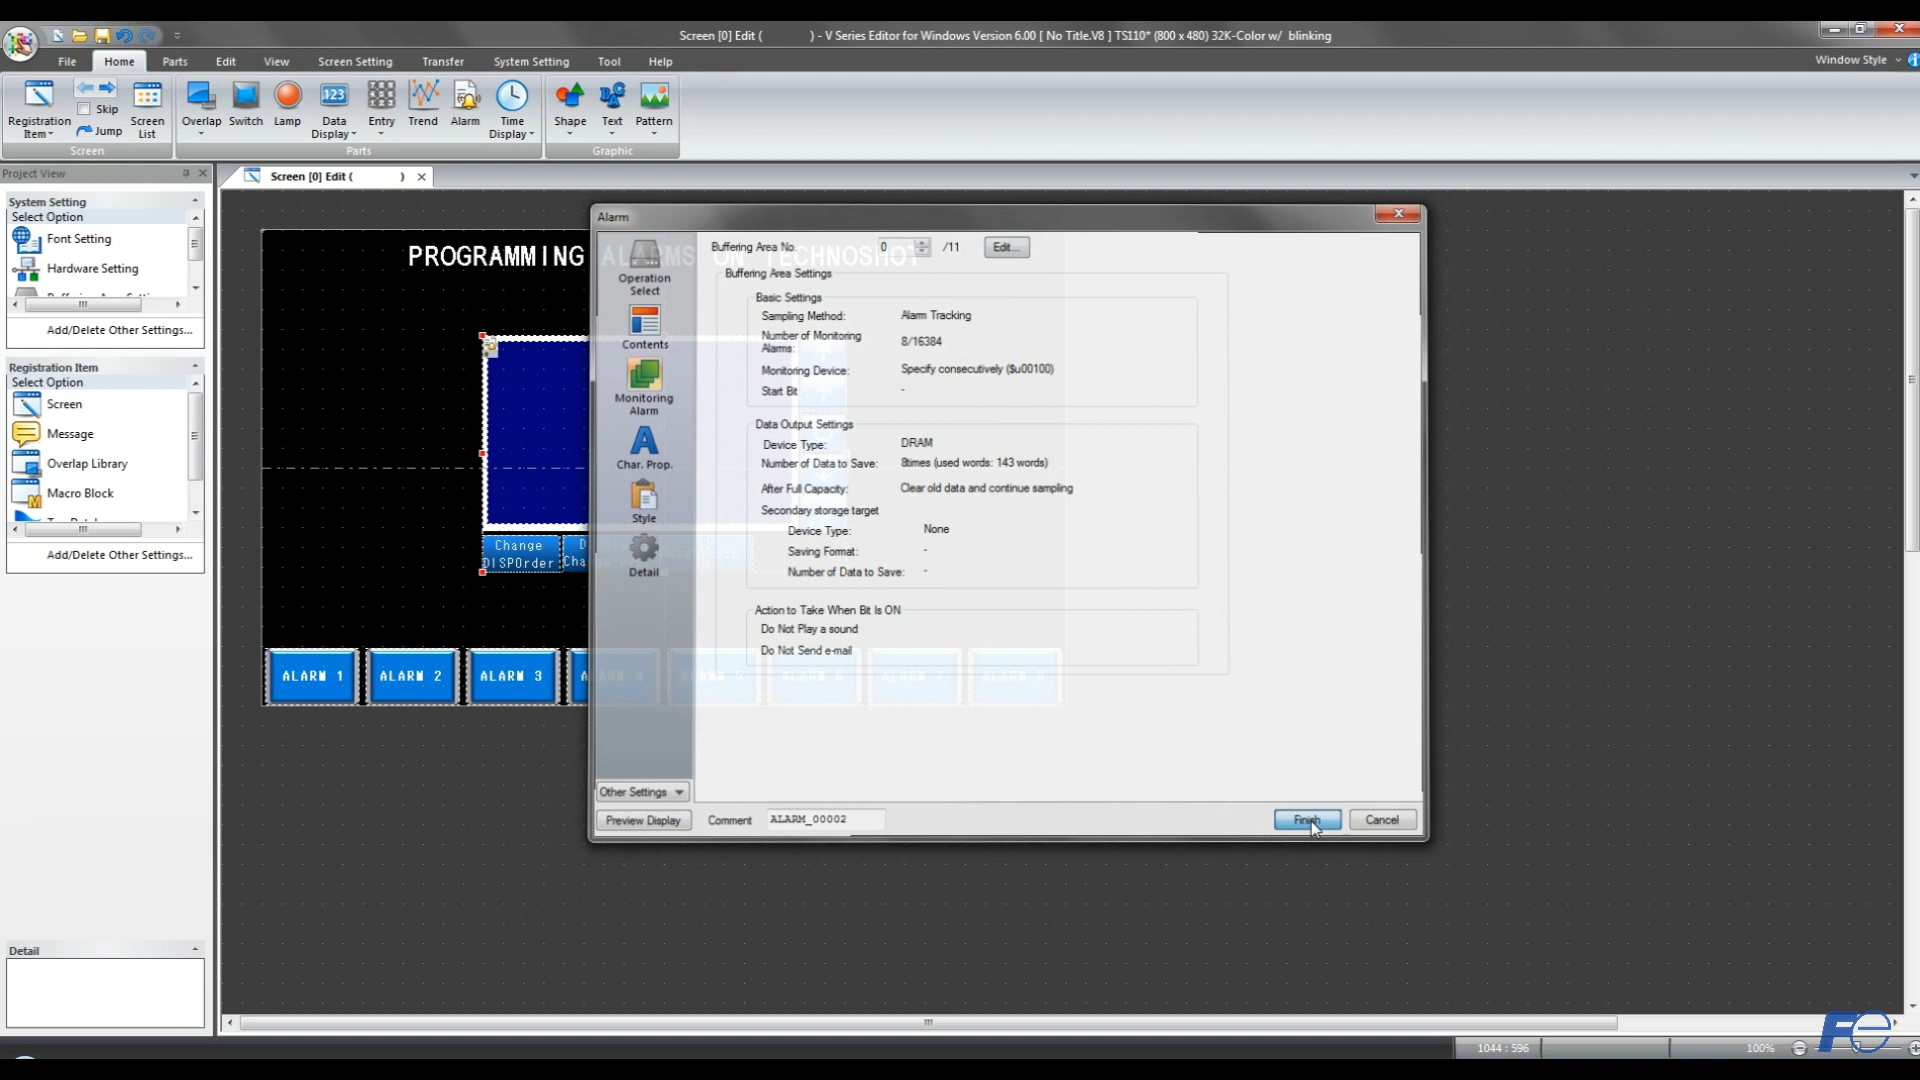 Screen [0] Edit ( ) - V Series Editor for Windows Version 6.00 [ No Title.V8 ] TS110* (800 x 480) 32K-Color w/ blinking
File Home Parts Edit View Screen Setting Transfer System Setting Tool Help Window Style
Registration Item Skip Jump Screen List
Overlap Switch Lamp Data Display Entry Trend Alarm Time Display
Shape Text Pattern
Screen Parts Graphic
Project View
Screen [0] Edit ( )
System Setting
Select Option
Font Setting
Hardware Setting
Add/Delete Other Settings...
Registration Item
Select Option
Screen
Message
Overlap Library
Macro Block
Add/Delete Other Settings...
Detail
PROGRAMMING ALARMS ON TECHNOSHOT
Change
DISPOrder
ALARM 1 ALARM 2 ALARM 3
Alarm
Operation Select
Contents
Monitoring Alarm
Char. Prop.
Style
Detail
Other Settings
Preview Display
Buffering Area No. 0 /11 Edit...
Buffering Area Settings
Basic Settings
Sampling Method: Alarm Tracking
Number of Monitoring Alarms: 8/16384
Monitoring Device: Specify consecutively ($u00100)
Start Bit -
Data Output Settings
Device Type: DRAM
Number of Data to Save: 8times (used words: 143 words)
After Full Capacity: Clear old data and continue sampling
Secondary storage target
Device Type: None
Saving Format: -
Number of Data to Save: -
Action to Take When Bit Is ON
Do Not Play a sound
Do Not Send e-mail
Comment ALARM_00002
Finish Cancel
1044 : 596 100%
Fe